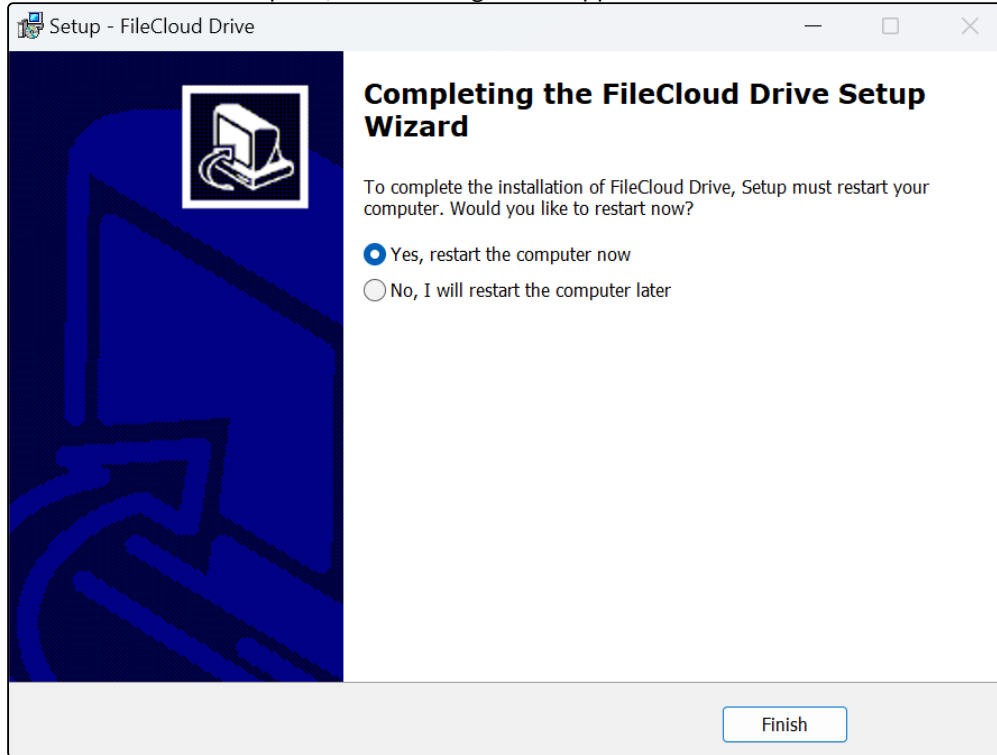 Setup - FileCloud Drive
Completing the FileCloud Drive Setup
Wizard
To complete the installation of FileCloud Drive, Setup must restart your
computer. Would you like to restart now?
Yes, restart the computer now
No, I will restart the computer later
Finish